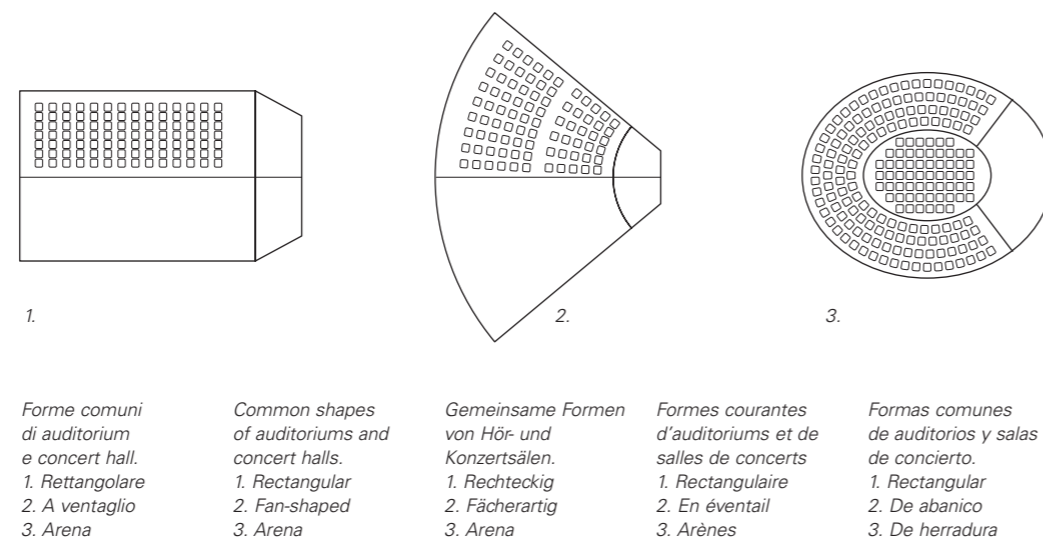 1.
2.
3.
Forme comuni
di auditorium
e concert hall.
1. Rettangolare
2. A ventaglio
3. Arena
Common shapes
of auditoriums and
concert halls.
1. Rectangular
2. Fan-shaped
3. Arena
Gemeinsame Formen
von Hör- und
Konzertsälen.
1. Rechteckig
2. Fächerartig
3. Arena
Formes courantes
d'auditoriums et de
salles de concerts
1. Rectangulaire
2. En éventail
3. Arènes
Formas comunes
de auditorios y salas
de concierto.
1. Rectangular
2. De abanico
3. De herradura